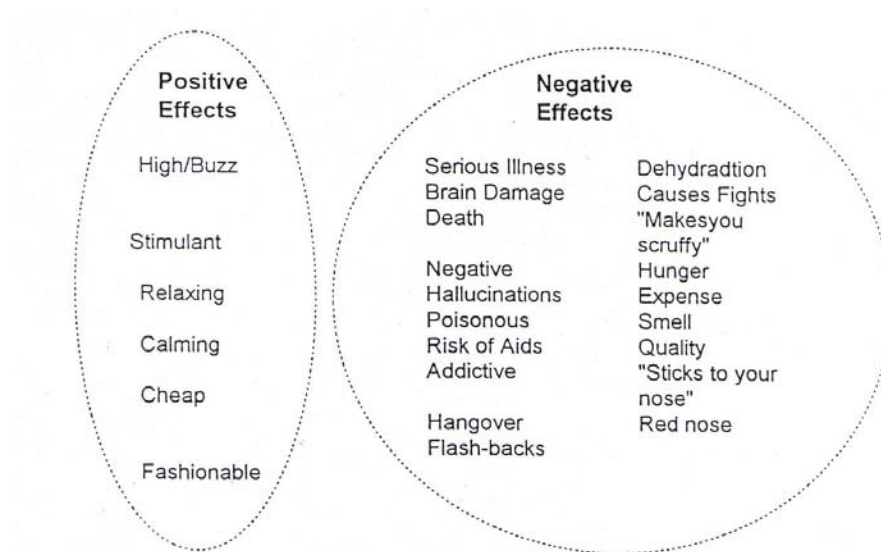 Positive
Effects
High/Buzz
Stimulant
Relaxing
Calming
Cheap
Fashionable
Negative
Effects
Serious Illness
Brain Damage
Death
Negative
Hallucinations
Poisonous
Risk of Aids
Addictive
Hangover
Flash-backs
Dehydradtion
Causes Fights
"Makesyou
scruffy"
Hunger
Expense
Smell
Quality
"Sticks to your
nose"
Red nose